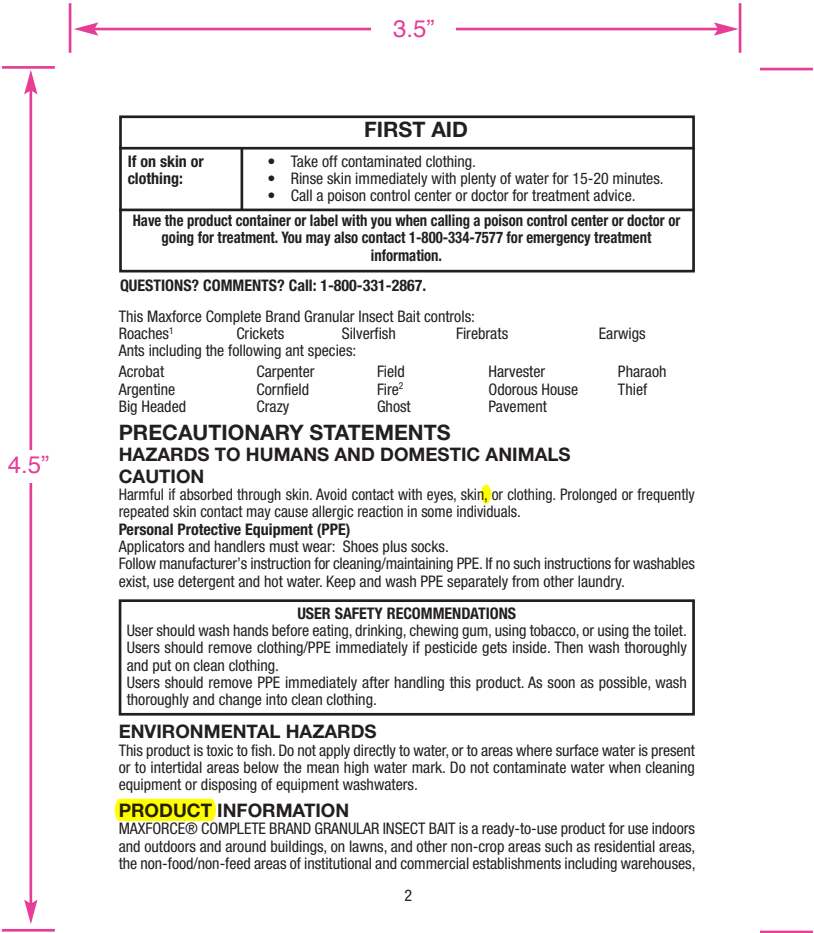 3.5”
4.5”
FIRST AID
If on skin or
clothing:
• Take off contaminated clothing.
• Rinse skin immediately with plenty of water for 15-20 minutes.
• Call a poison control center or doctor for treatment advice.
Have the product container or label with you when calling a poison control center or doctor or
going for treatment. You may also contact 1-800-334-7577 for emergency treatment
information.
QUESTIONS? COMMENTS? Call: 1-800-331-2867.
This Maxforce Complete Brand Granular Insect Bait controls:
Roaches¹ Crickets Silverfish Firebrats Earwigs
Ants including the following ant species:
Acrobat Carpenter Field Harvester Pharaoh
Argentine Cornfield Fire² Odorous House Thief
Big Headed Crazy Ghost Pavement
PRECAUTIONARY STATEMENTS
HAZARDS TO HUMANS AND DOMESTIC ANIMALS
CAUTION
Harmful if absorbed through skin. Avoid contact with eyes, skin, or clothing. Prolonged or frequently
repeated skin contact may cause allergic reaction in some individuals.
Personal Protective Equipment (PPE)
Applicators and handlers must wear: Shoes plus socks.
Follow manufacturer’s instruction for cleaning/maintaining PPE. If no such instructions for washables
exist, use detergent and hot water. Keep and wash PPE separately from other laundry.
USER SAFETY RECOMMENDATIONS
User should wash hands before eating, drinking, chewing gum, using tobacco, or using the toilet.
Users should remove clothing/PPE immediately if pesticide gets inside. Then wash thoroughly
and put on clean clothing.
Users should remove PPE immediately after handling this product. As soon as possible, wash
thoroughly and change into clean clothing.
ENVIRONMENTAL HAZARDS
This product is toxic to fish. Do not apply directly to water, or to areas where surface water is present
or to intertidal areas below the mean high water mark. Do not contaminate water when cleaning
equipment or disposing of equipment washwaters.
PRODUCT INFORMATION
MAXFORCE® COMPLETE BRAND GRANULAR INSECT BAIT is a ready-to-use product for use indoors
and outdoors and around buildings, on lawns, and other non-crop areas such as residential areas,
the non-food/non-feed areas of institutional and commercial establishments including warehouses,
2